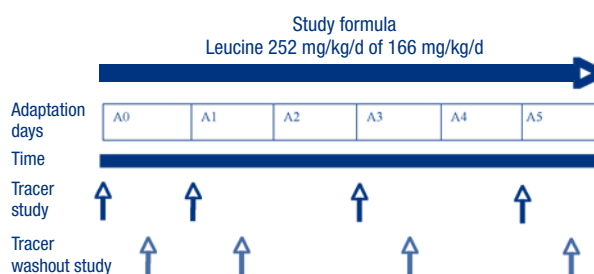 Study formula
Leucine 252 mg/kg/d of 166 mg/kg/d
Adaptation
days
A0 A1 A2 A3 A4 A5
Time
Tracer
study
Tracer
washout study